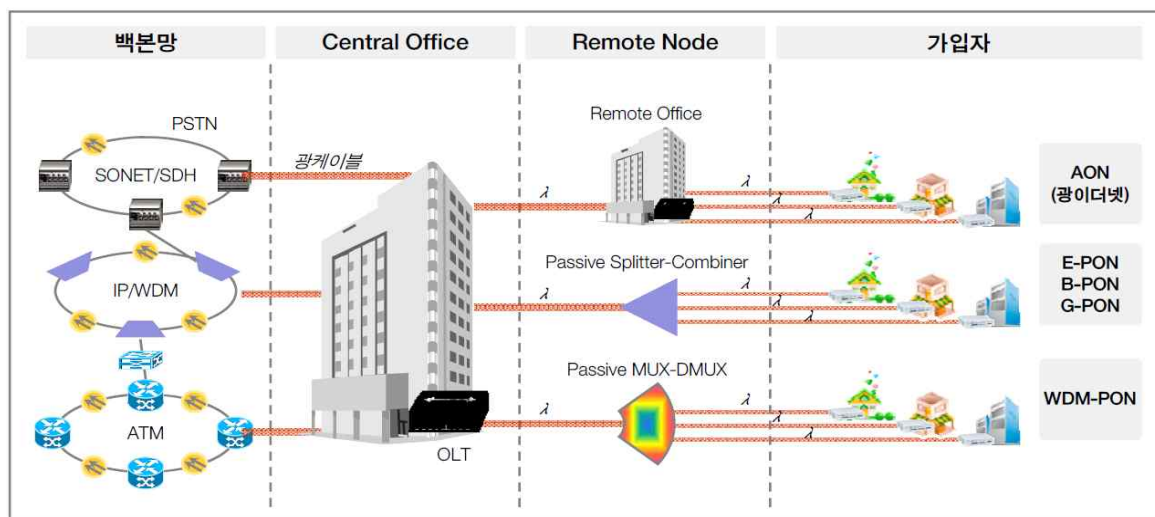 백본망
Central Office
Remote Node
가입자
PSTN
SONET/SDH
광케이블
IP/WDM
ATM
OLT
Remote Office
λ
λ
λ
AON
(광이더넷)
Passive Splitter-Combiner
λ
λ
λ
E-PON
B-PON
G-PON
Passive MUX-DMUX
λ
λ
λ
WDM-PON